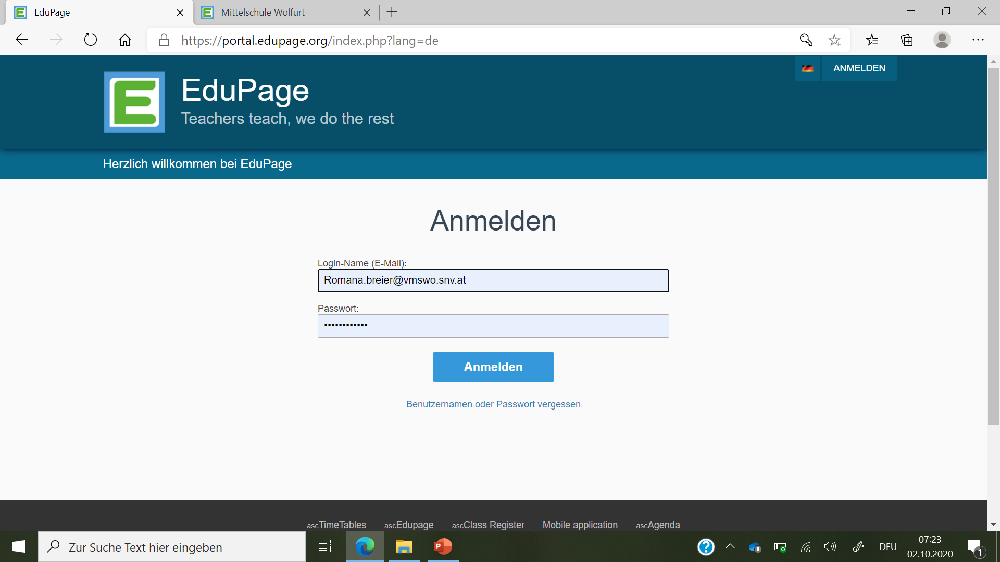 EduPage
Mittelschule Wolfurt
https://portal.edupage.org/index.php?lang=de
ANMELDEN
E
EduPage
Teachers teach, we do the rest
Herzlich willkommen bei EduPage
Anmelden
Login-Name (E-Mail):
Romana.breier@vmswo.snv.at
Passwort:
••••••••••••
Anmelden
Benutzernamen oder Passwort vergessen
ascTimeTables ascEdupage ascClass Register Mobile application ascAgenda
Zur Suche Text hier eingeben
DEU
07:23
02.10.2020
1